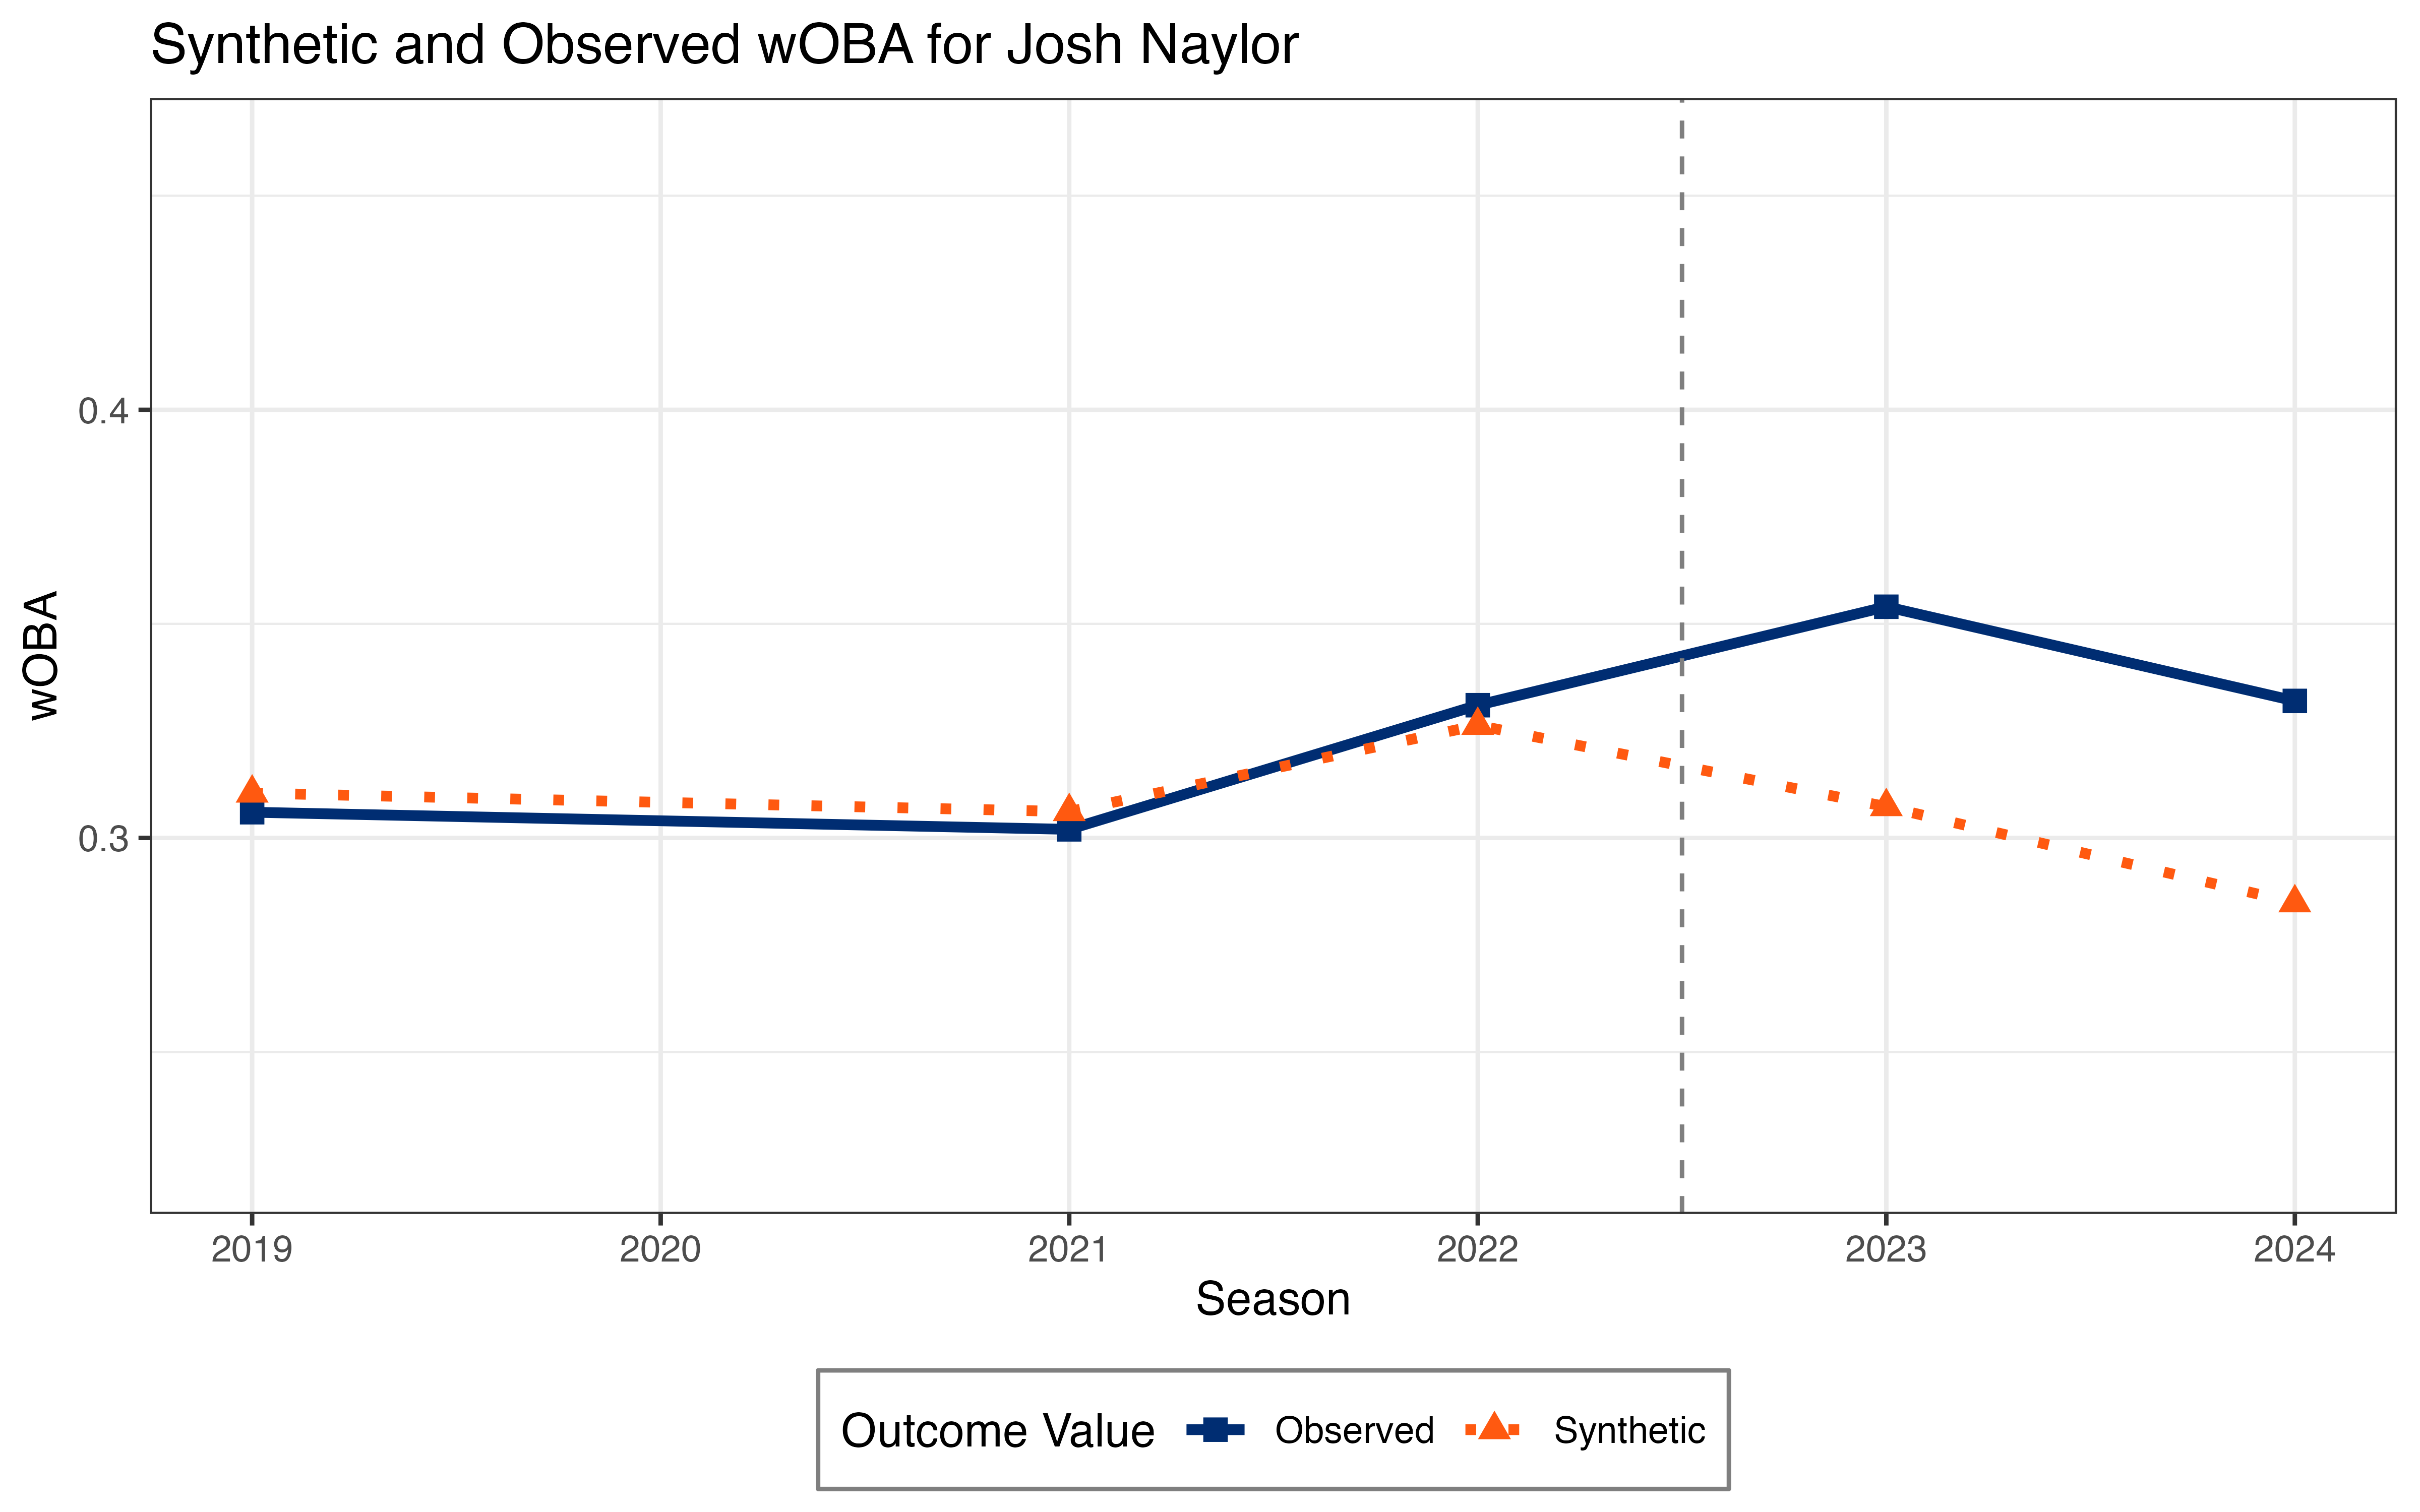 Synthetic and Observed wOBA for Josh Naylor
wOBA
0.4
0.3
2019 2020 2021 2022 2023 2024
Season
Outcome Value Observed Synthetic